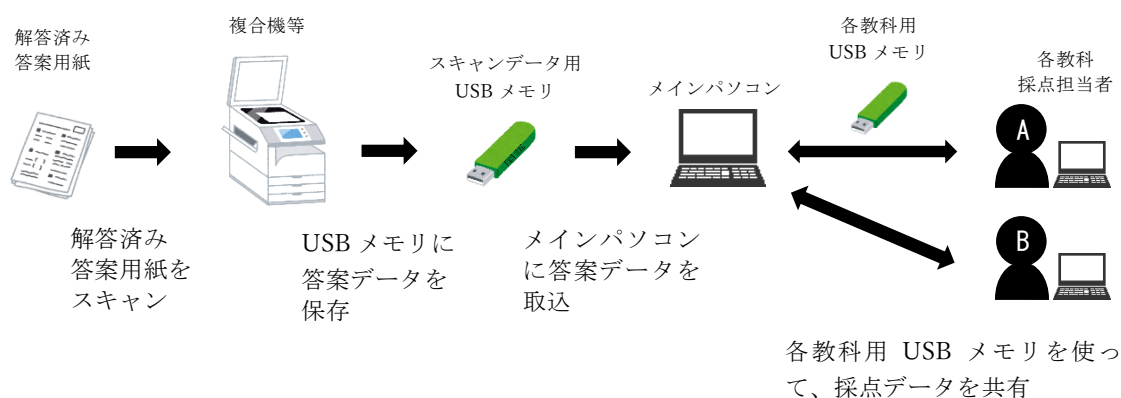 解答済み
答案用紙
複合機等
スキャンデータ用
USB メモリ
メインパソコン
各教科用
USB メモリ
各教科
採点担当者
A
B
解答済み
答案用紙を
スキャン
USB メモリに
答案データを
保存
メインパソコン
に答案データを
取込
各教科用 USB メモリを使っ
て、採点データを共有